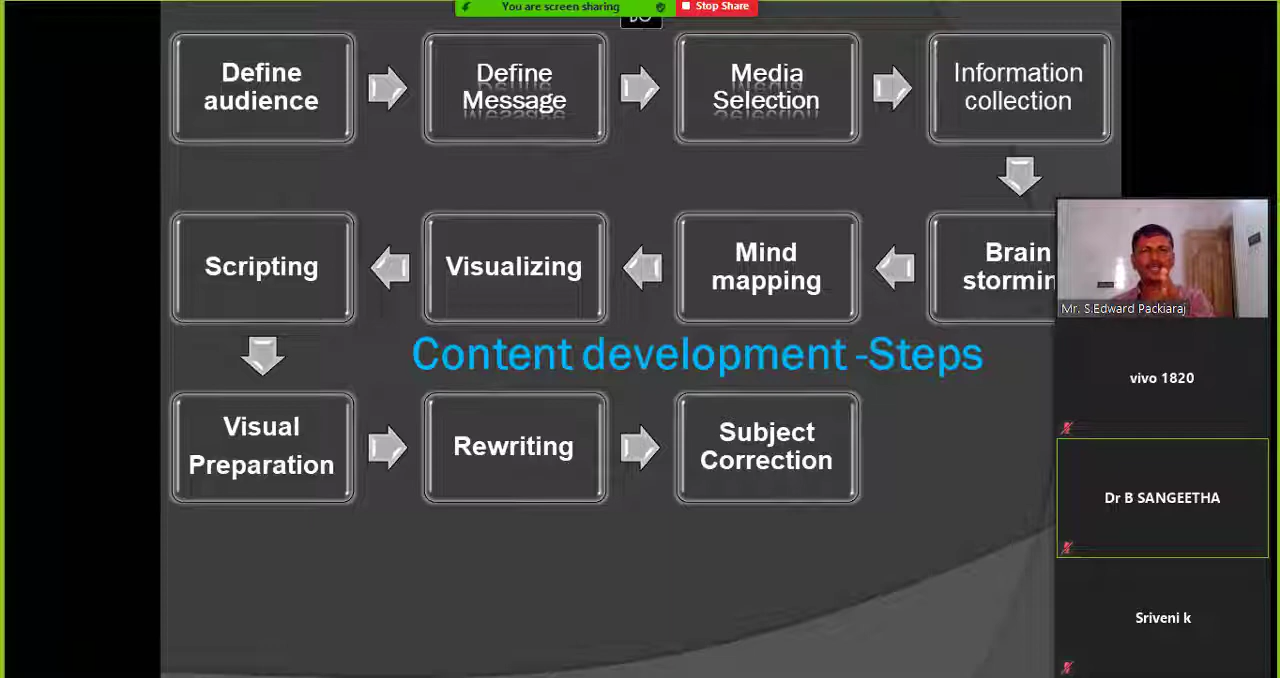 You are screen sharing
Stop Share
Define
audience
Define
Message
Media
Selection
Information
collection
Scripting
Visualizing
Mind
mapping
Brain
Mr. S.Edward Packiaraj
Content development -Steps
vivo 1820
Visual
Preparation
Rewriting
Subject
Correction
Dr B SANGEETHA
Sriveni k